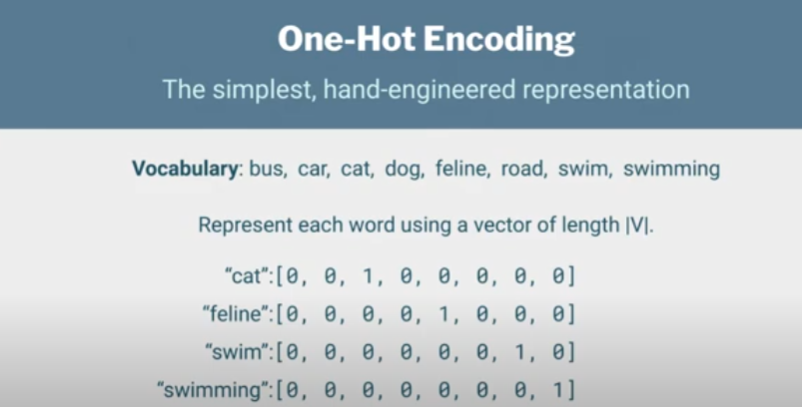 One-Hot Encoding
The simplest, hand-engineered representation
Vocabulary: bus, car, cat, dog, feline, road, swim, swimming
Represent each word using a vector of length |V|.
“cat”:[0, 0, 1, 0, 0, 0, 0, 0]
“feline”:[0, 0, 0, 0, 1, 0, 0, 0]
“swim”:[0, 0, 0, 0, 0, 0, 1, 0]
“swimming”:[0, 0, 0, 0, 0, 0, 0, 1]